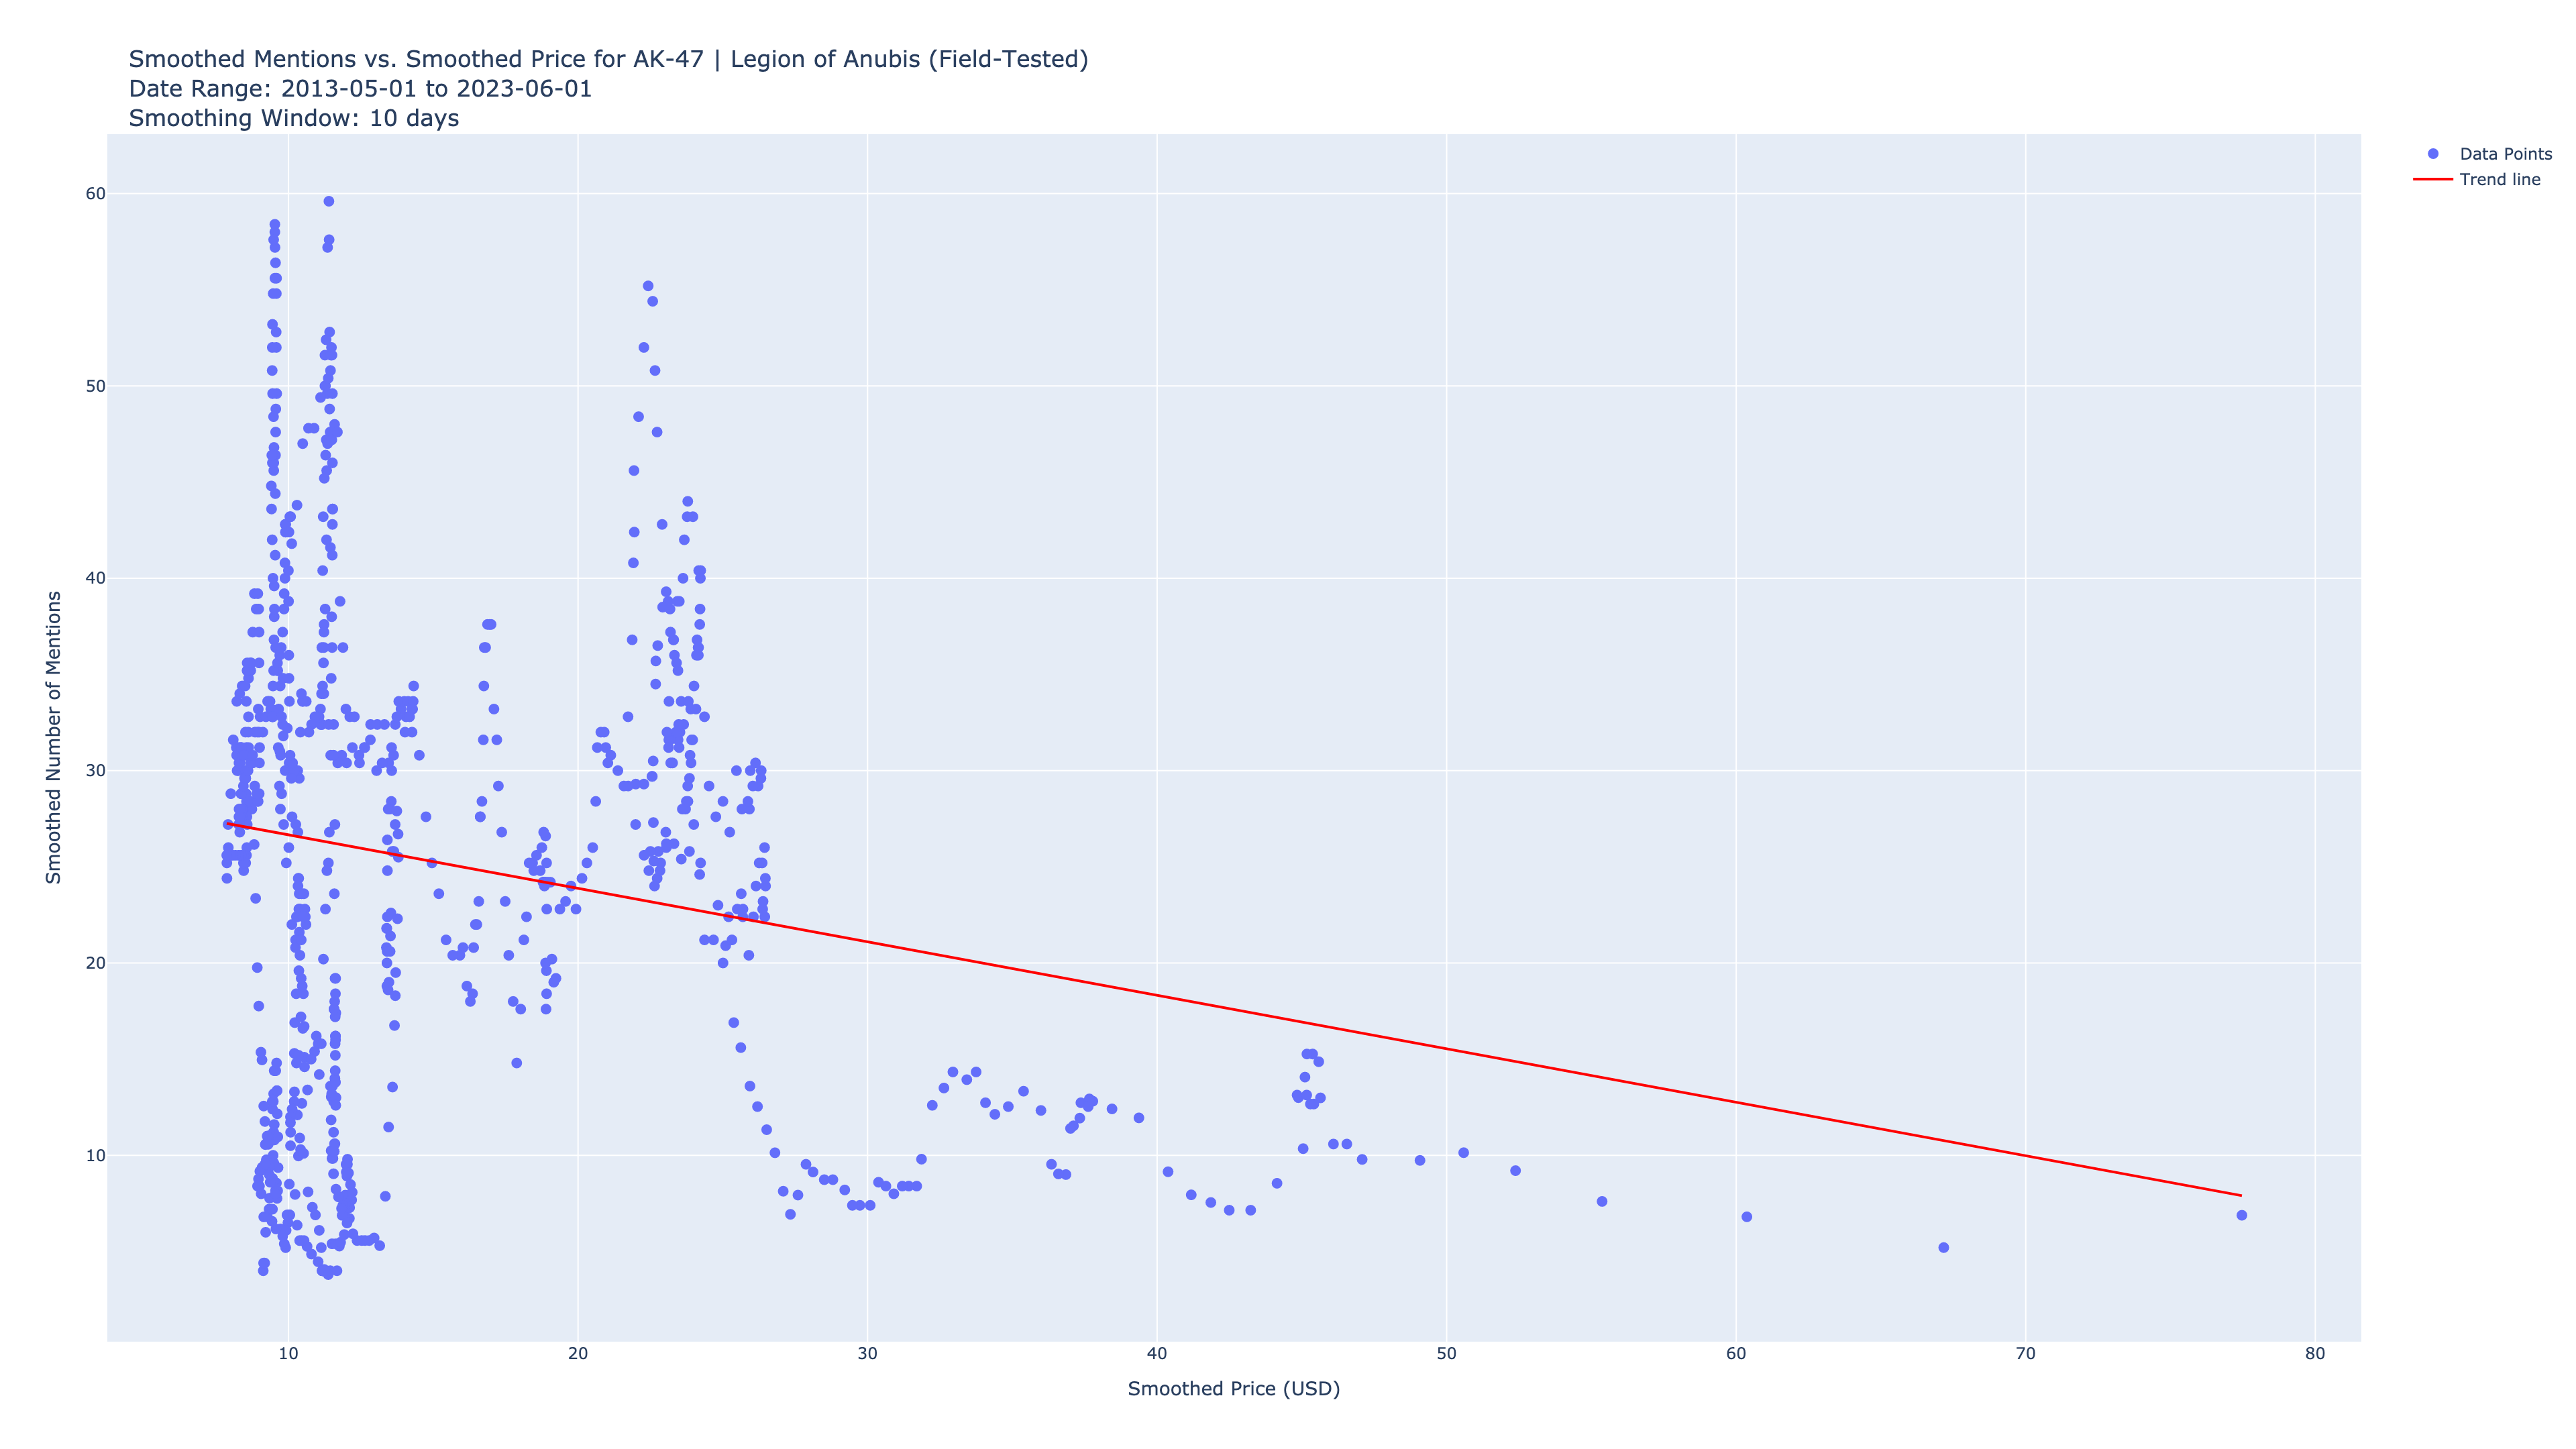 Smoothed Mentions vs. Smoothed Price for AK-47 | Legion of Anubis (Field-Tested)
Date Range: 2013-05-01 to 2023-06-01
Smoothing Window: 10 days
Data Points
Trend line
60
50
40
30
20
10
Smoothed Number of Mentions
10 20 30 40 50 60 70 80
Smoothed Price (USD)